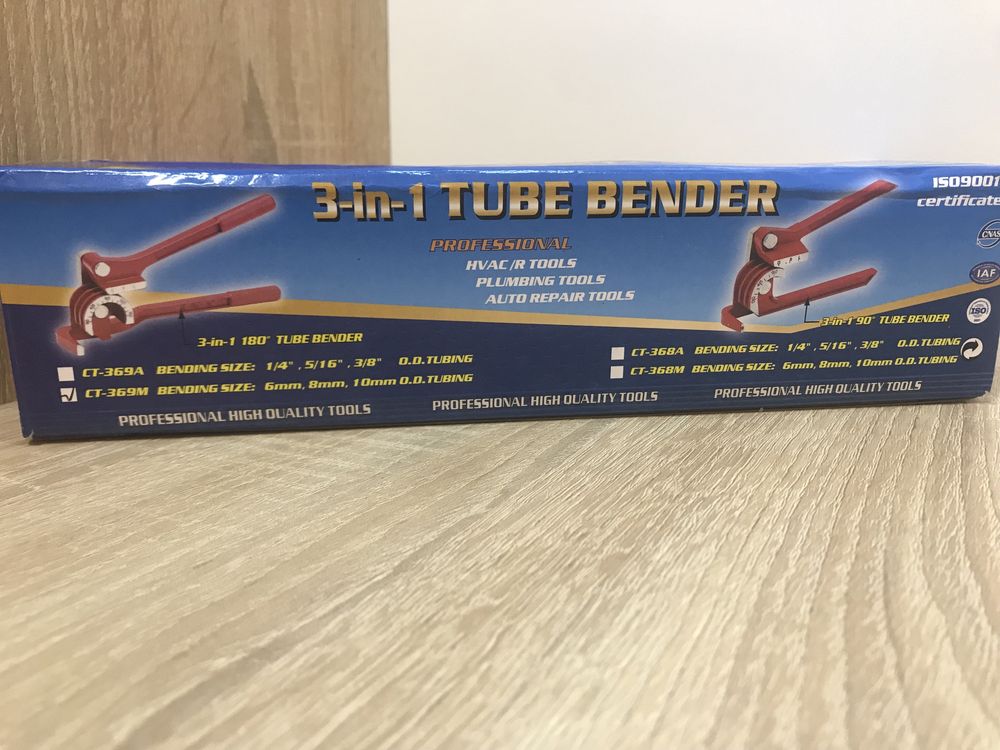 3-in-1 TUBE BENDER
PROFESSIONAL
HVAC /R TOOLS
PLUMBING TOOLS
AUTO REPAIR TOOLS
ISO9001
certificate
CNAS
IAF
ISO
3-in-1 180° TUBE BENDER
CT-369A BENDING SIZE: 1/4" , 5/16" , 3/8" O.D.TUBING
CT-369M BENDING SIZE: 6mm, 8mm, 10mm O.D.TUBING
3-in-1 90° TUBE BENDER
CT-368A BENDING SIZE: 1/4" , 5/16" , 3/8" O.D.TUBING
CT-368M BENDING SIZE: 6mm, 8mm, 10mm O.D.TUBING
PROFESSIONAL HIGH QUALITY TOOLS PROFESSIONAL HIGH QUALITY TOOLS PROFESSIONAL HIGH QUALITY TOOLS